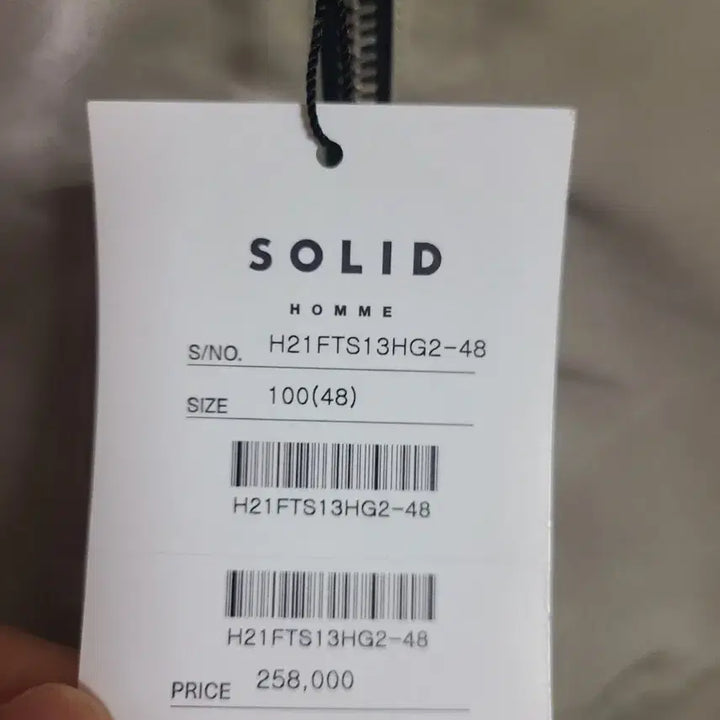 SOLID
HOMME
S/NO. H21FTS13HG2-48
SIZE 100(48)
H21FTS13HG2-48
H21FTS13HG2-48
PRICE 258,000